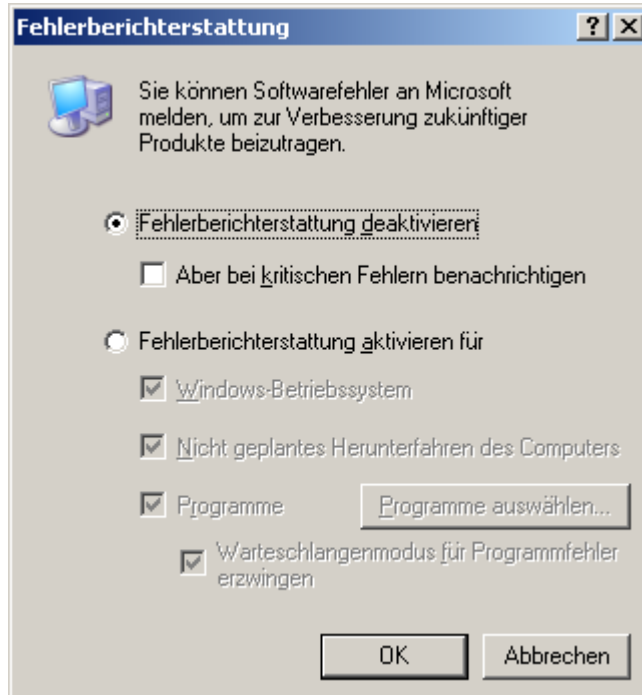 Fehlerberichterstattung
Sie können Softwarefehler an Microsoft
melden, um zur Verbesserung zukünftiger
Produkte beizutragen.
Fehlerberichterstattung deaktivieren
Aber bei kritischen Fehlern benachrichtigen
Fehlerberichterstattung aktivieren für
Windows-Betriebssystem
Nicht geplantes Herunterfahren des Computers
Programme
Programme auswählen...
Warteschlangenmodus für Programmfehler
erzwingen
OK
Abbrechen